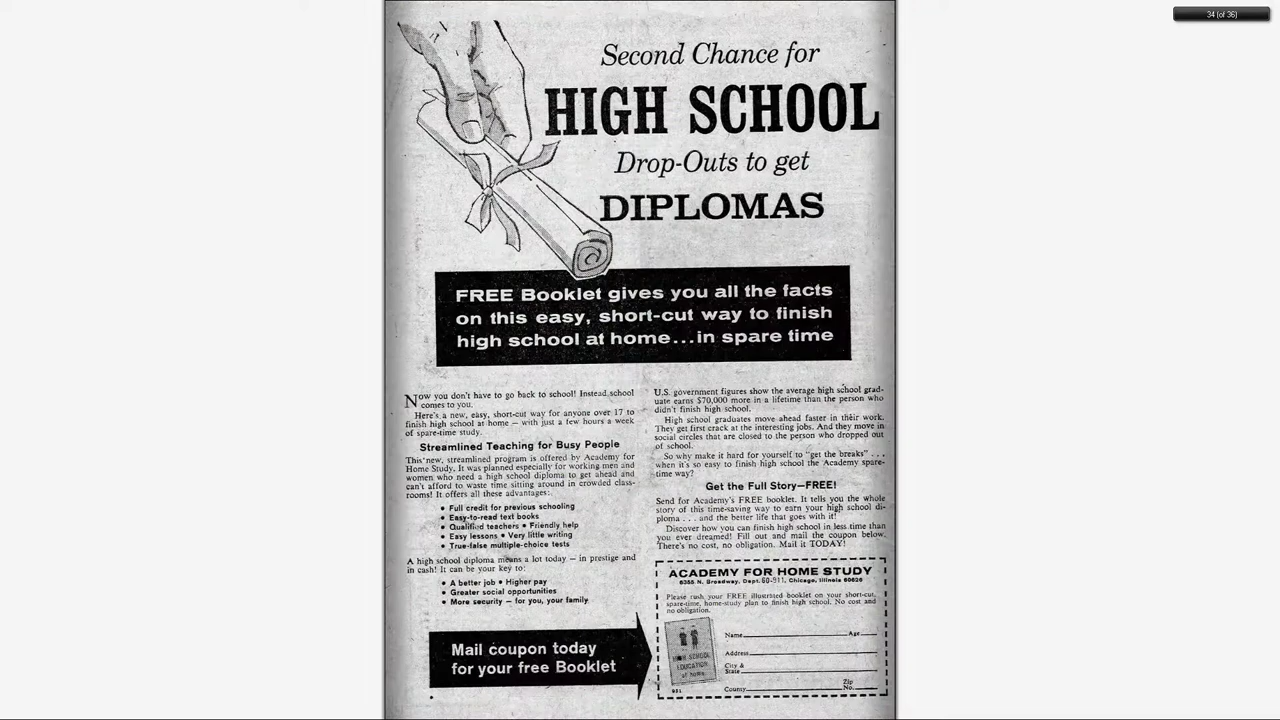 34 (of 36)
Second Chance for
HIGH SCHOOL
Drop-Outs to get
DIPLOMAS
FREE Booklet gives you all the facts
on this easy, short-cut way to finish
high school at home...in spare time
Now you don't have to go back to school! Instead school
comes to you.
Here's a new, easy, short-cut way for anyone over 17 to
finish high school at home — with just a few hours a week
of spare-time study.
Streamlined Teaching for Busy People
This new, streamlined program is offered by Academy for
Home Study. It was planned especially for working men and
women who need a high school diploma to get ahead and
can't afford to waste time sitting around in crowded class-
rooms! It offers all these advantages:
• Full credit for previous schooling
• Easy-to-read text books
• Qualified teachers • Friendly help
• Easy lessons • Very little writing
• True-false multiple-choice tests
A high school diploma means a lot today — in prestige and
in cash! It can be your key to:
• A better job • Higher pay
• Greater social opportunities
• More security — for you, your family
Mail coupon today
for your free Booklet
U.S. government figures show the average high school grad-
uate earns $70,000 more in a lifetime than the person who
didn't finish high school.
High school graduates move ahead faster in their work.
They get first crack at the interesting jobs. And they move in
social circles that are closed to the person who dropped out
of school.
So why make it hard for yourself to "get the breaks" . . .
when it's so easy to finish high school the Academy spare-
time way?
Get the Full Story—FREE!
Send for Academy's FREE booklet. It tells you the whole
story of this time-saving way to earn your high school di-
ploma . . . and the better life that goes with it!
Discover how you can finish high school in less time than
you ever dreamed! Fill out and mail the coupon below.
There's no cost, no obligation. Mail it TODAY!
ACADEMY FOR HOME STUDY
6355 N. Broadway, Dept. 60-911, Chicago, Illinois 60626
Please rush your FREE illustrated booklet on your short-cut,
spare-time, home-study plan to finish high school. No cost and
no obligation.
HIGH SCHOOL
EDUCATION
at home
Name Age
Address
City &
State
County Zip
No.
951